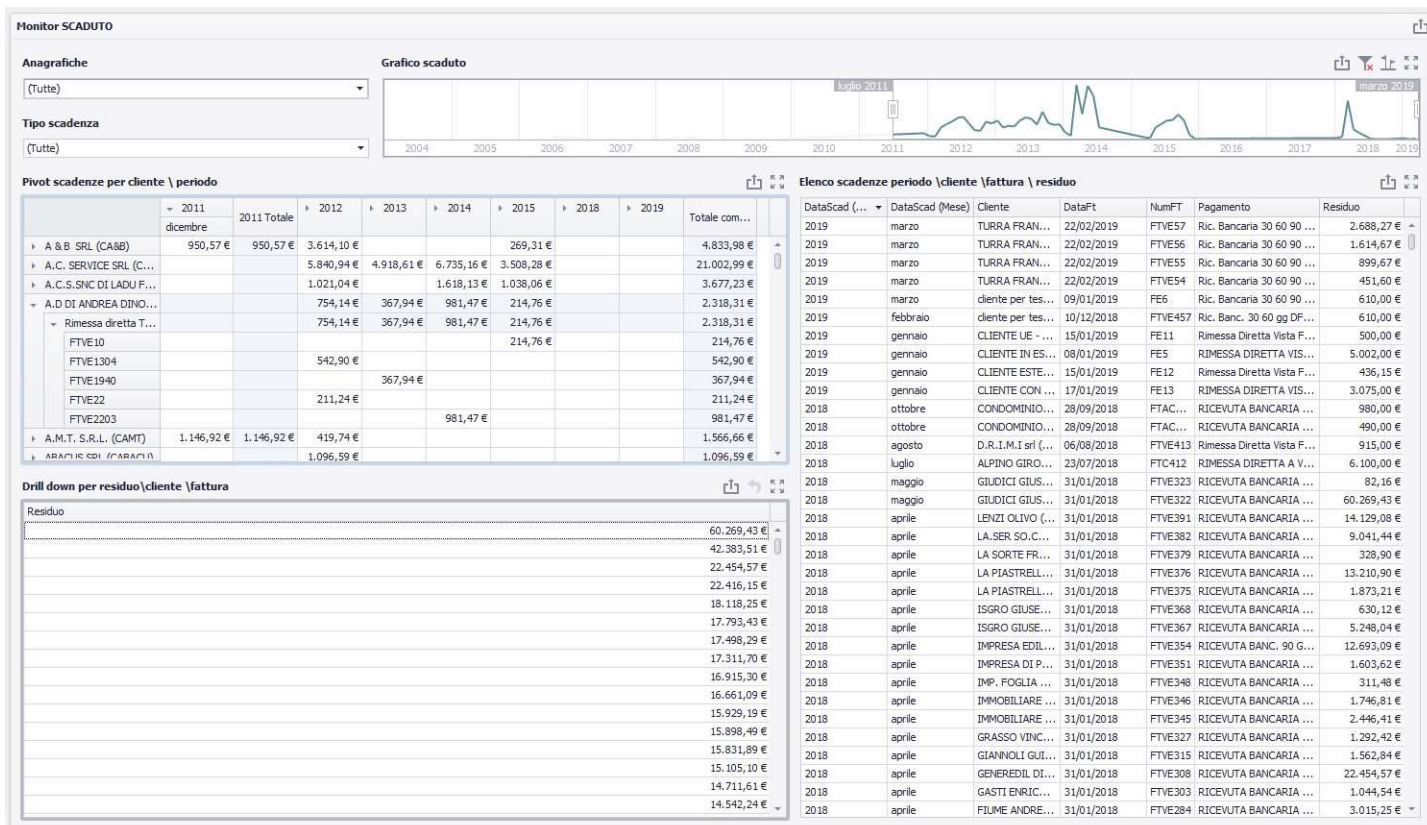 Monitor SCADUTO
Anagrafiche
(Tutte)
Tipo scadenza
(Tutte)
Grafico scaduto
luglio 2011 marzo 2019
2004 2005 2006 2007 2008 2009 2010 2011 2012 2013 2014 2015 2016 2017 2018 2019
Pivot scadenze per cliente \ periodo
2011 2011 Totale 2012 2013 2014 2015 2018 2019 Totale com...
dicembre
A & B SRL (CA&B) 950,57 € 950,57 € 3.614,10 € 269,31 € 4.833,98 €
A.C. SERVICE SRL (C... 5.840,94 € 4.918,61 € 6.735,16 € 3.508,28 € 21.002,99 €
A.C.S.SNC DI LADU F... 1.021,04 € 1.618,13 € 1.038,06 € 3.677,23 €
A.D DI ANDREA DINO... 754,14 € 367,94 € 981,47 € 214,76 € 2.318,31 €
Rimessa diretta T... 754,14 € 367,94 € 981,47 € 214,76 € 2.318,31 €
FTVE10 214,76 € 214,76 €
FTVE1304 542,90 € 542,90 €
FTVE1940 367,94 € 367,94 €
FTVE22 211,24 € 211,24 €
FTVE2203 981,47 € 981,47 €
A.M.T. S.R.L. (CAMT) 1.146,92 € 1.146,92 € 419,74 € 1.566,66 €
ABACUS SRL (CABACU) 1.096,59 € 1.096,59 €
Drill down per residuo\cliente \fattura
Residuo
60.269,43 €
42.383,51 €
22.454,57 €
22.416,15 €
18.118,25 €
17.793,43 €
17.498,29 €
17.311,70 €
16.915,30 €
16.661,09 €
15.929,19 €
15.898,49 €
15.831,89 €
15.105,10 €
14.711,61 €
14.542,24 €
Elenco scadenze periodo \cliente \fattura \ residuo
DataScad (... DataScad (Mese) Cliente DataFt NumFT Pagamento Residuo
2019 marzo TURRA FRAN... 22/02/2019 FTVE57 Ric. Bancaria 30 60 90 ... 2.688,27 €
2019 marzo TURRA FRAN... 22/02/2019 FTVE56 Ric. Bancaria 30 60 90 ... 1.614,67 €
2019 marzo TURRA FRAN... 22/02/2019 FTVE55 Ric. Bancaria 30 60 90 ... 899,67 €
2019 marzo TURRA FRAN... 22/02/2019 FTVE54 Ric. Bancaria 30 60 90 ... 451,60 €
2019 marzo cliente per tes... 09/01/2019 FE6 Ric. Bancaria 30 60 90 ... 610,00 €
2019 febbraio cliente per tes... 10/12/2018 FTVE457 Ric. Banc. 30 60 gg DF... 610,00 €
2019 gennaio CLIENTE UE - ... 15/01/2019 FE11 Rimessa Diretta Vista F... 500,00 €
2019 gennaio CLIENTE IN ES... 08/01/2019 FE5 RIMESSA DIRETTA VIS... 5.002,00 €
2019 gennaio CLIENTE ESTE... 15/01/2019 FE12 Rimessa Diretta Vista F... 436,15 €
2019 gennaio CLIENTE CON ... 17/01/2019 FE13 RIMESSA DIRETTA VIS... 3.075,00 €
2018 ottobre CONDOMINIO... 28/09/2018 FTAC... RICEVUTA BANCARIA ... 980,00 €
2018 ottobre CONDOMINIO... 28/09/2018 FTAC... RICEVUTA BANCARIA ... 490,00 €
2018 agosto D.R.I.M.I srl (... 06/08/2018 FTVE413 Rimessa Diretta Vista F... 915,00 €
2018 luglio ALPINO GIRO... 23/07/2018 FTC412 RIMESSA DIRETTA A V... 6.100,00 €
2018 maggio GIUDICI GIUS... 31/01/2018 FTVE323 RICEVUTA BANCARIA ... 82,16 €
2018 maggio GIUDICI GIUS... 31/01/2018 FTVE322 RICEVUTA BANCARIA ... 60.269,43 €
2018 aprile LENZI OLIVO (... 31/01/2018 FTVE391 RICEVUTA BANCARIA ... 14.129,08 €
2018 aprile LA.SER SO.C... 31/01/2018 FTVE382 RICEVUTA BANCARIA ... 9.041,44 €
2018 aprile LA SORTE FR... 31/01/2018 FTVE379 RICEVUTA BANCARIA ... 328,90 €
2018 aprile LA PIASTRELL... 31/01/2018 FTVE376 RICEVUTA BANCARIA ... 13.210,90 €
2018 aprile LA PIASTRELL... 31/01/2018 FTVE375 RICEVUTA BANCARIA ... 1.873,21 €
2018 aprile ISGRO GIUSE... 31/01/2018 FTVE368 RICEVUTA BANCARIA ... 630,12 €
2018 aprile ISGRO GIUSE... 31/01/2018 FTVE367 RICEVUTA BANCARIA ... 5.248,04 €
2018 aprile IMPRESA EDIL... 31/01/2018 FTVE354 RICEVUTA BANC. 90 G... 12.693,09 €
2018 aprile IMPRESA DI P... 31/01/2018 FTVE351 RICEVUTA BANCARIA ... 1.603,62 €
2018 aprile IMP. FOGLIA ... 31/01/2018 FTVE348 RICEVUTA BANCARIA ... 311,48 €
2018 aprile IMMOBILIARE ... 31/01/2018 FTVE346 RICEVUTA BANCARIA ... 1.746,81 €
2018 aprile IMMOBILIARE ... 31/01/2018 FTVE345 RICEVUTA BANCARIA ... 2.446,41 €
2018 aprile GRASSO VINC... 31/01/2018 FTVE327 RICEVUTA BANCARIA ... 1.292,42 €
2018 aprile GIANNOLI GUI... 31/01/2018 FTVE315 RICEVUTA BANCARIA ... 1.562,84 €
2018 aprile GENEREDIL DI... 31/01/2018 FTVE308 RICEVUTA BANCARIA ... 22.454,57 €
2018 aprile GASTI ENRIC... 31/01/2018 FTVE303 RICEVUTA BANCARIA ... 1.044,54 €
2018 aprile FIUME ANDRE... 31/01/2018 FTVE284 RICEVUTA BANCARIA ... 3.015,25 €